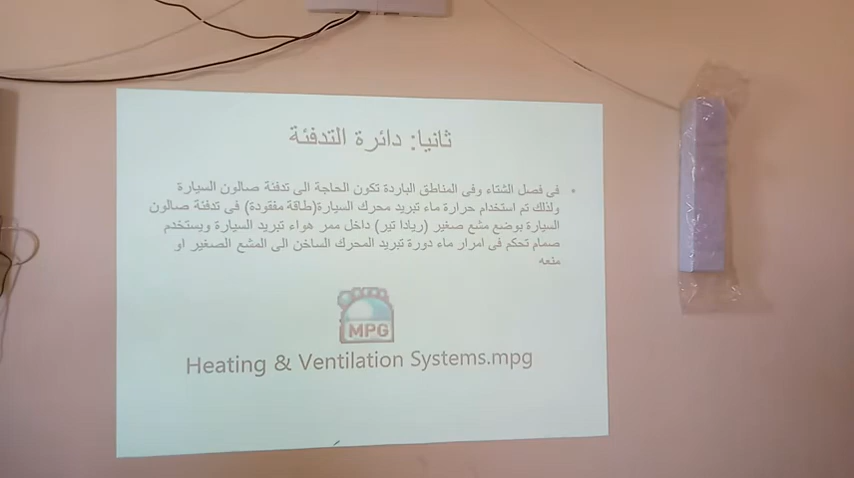 ثانيا: دائرة التدفئة
• فى فصل الشتاء وفى المناطق الباردة تكون الحاجة الى تدفئة صالون السيارة
ولذلك تم استخدام حرارة ماء تبريد محرك السيارة(طاقة مفقودة) فى تدفئة صالون
السيارة بوضع مشع صغير (ريادا تير) داخل ممر هواء تبريد السيارة ويستخدم
صمام تحكم فى امرار ماء دورة تبريد المحرك الساخن الى المشع الصغير او
منعه
MPG
Heating & Ventilation Systems.mpg